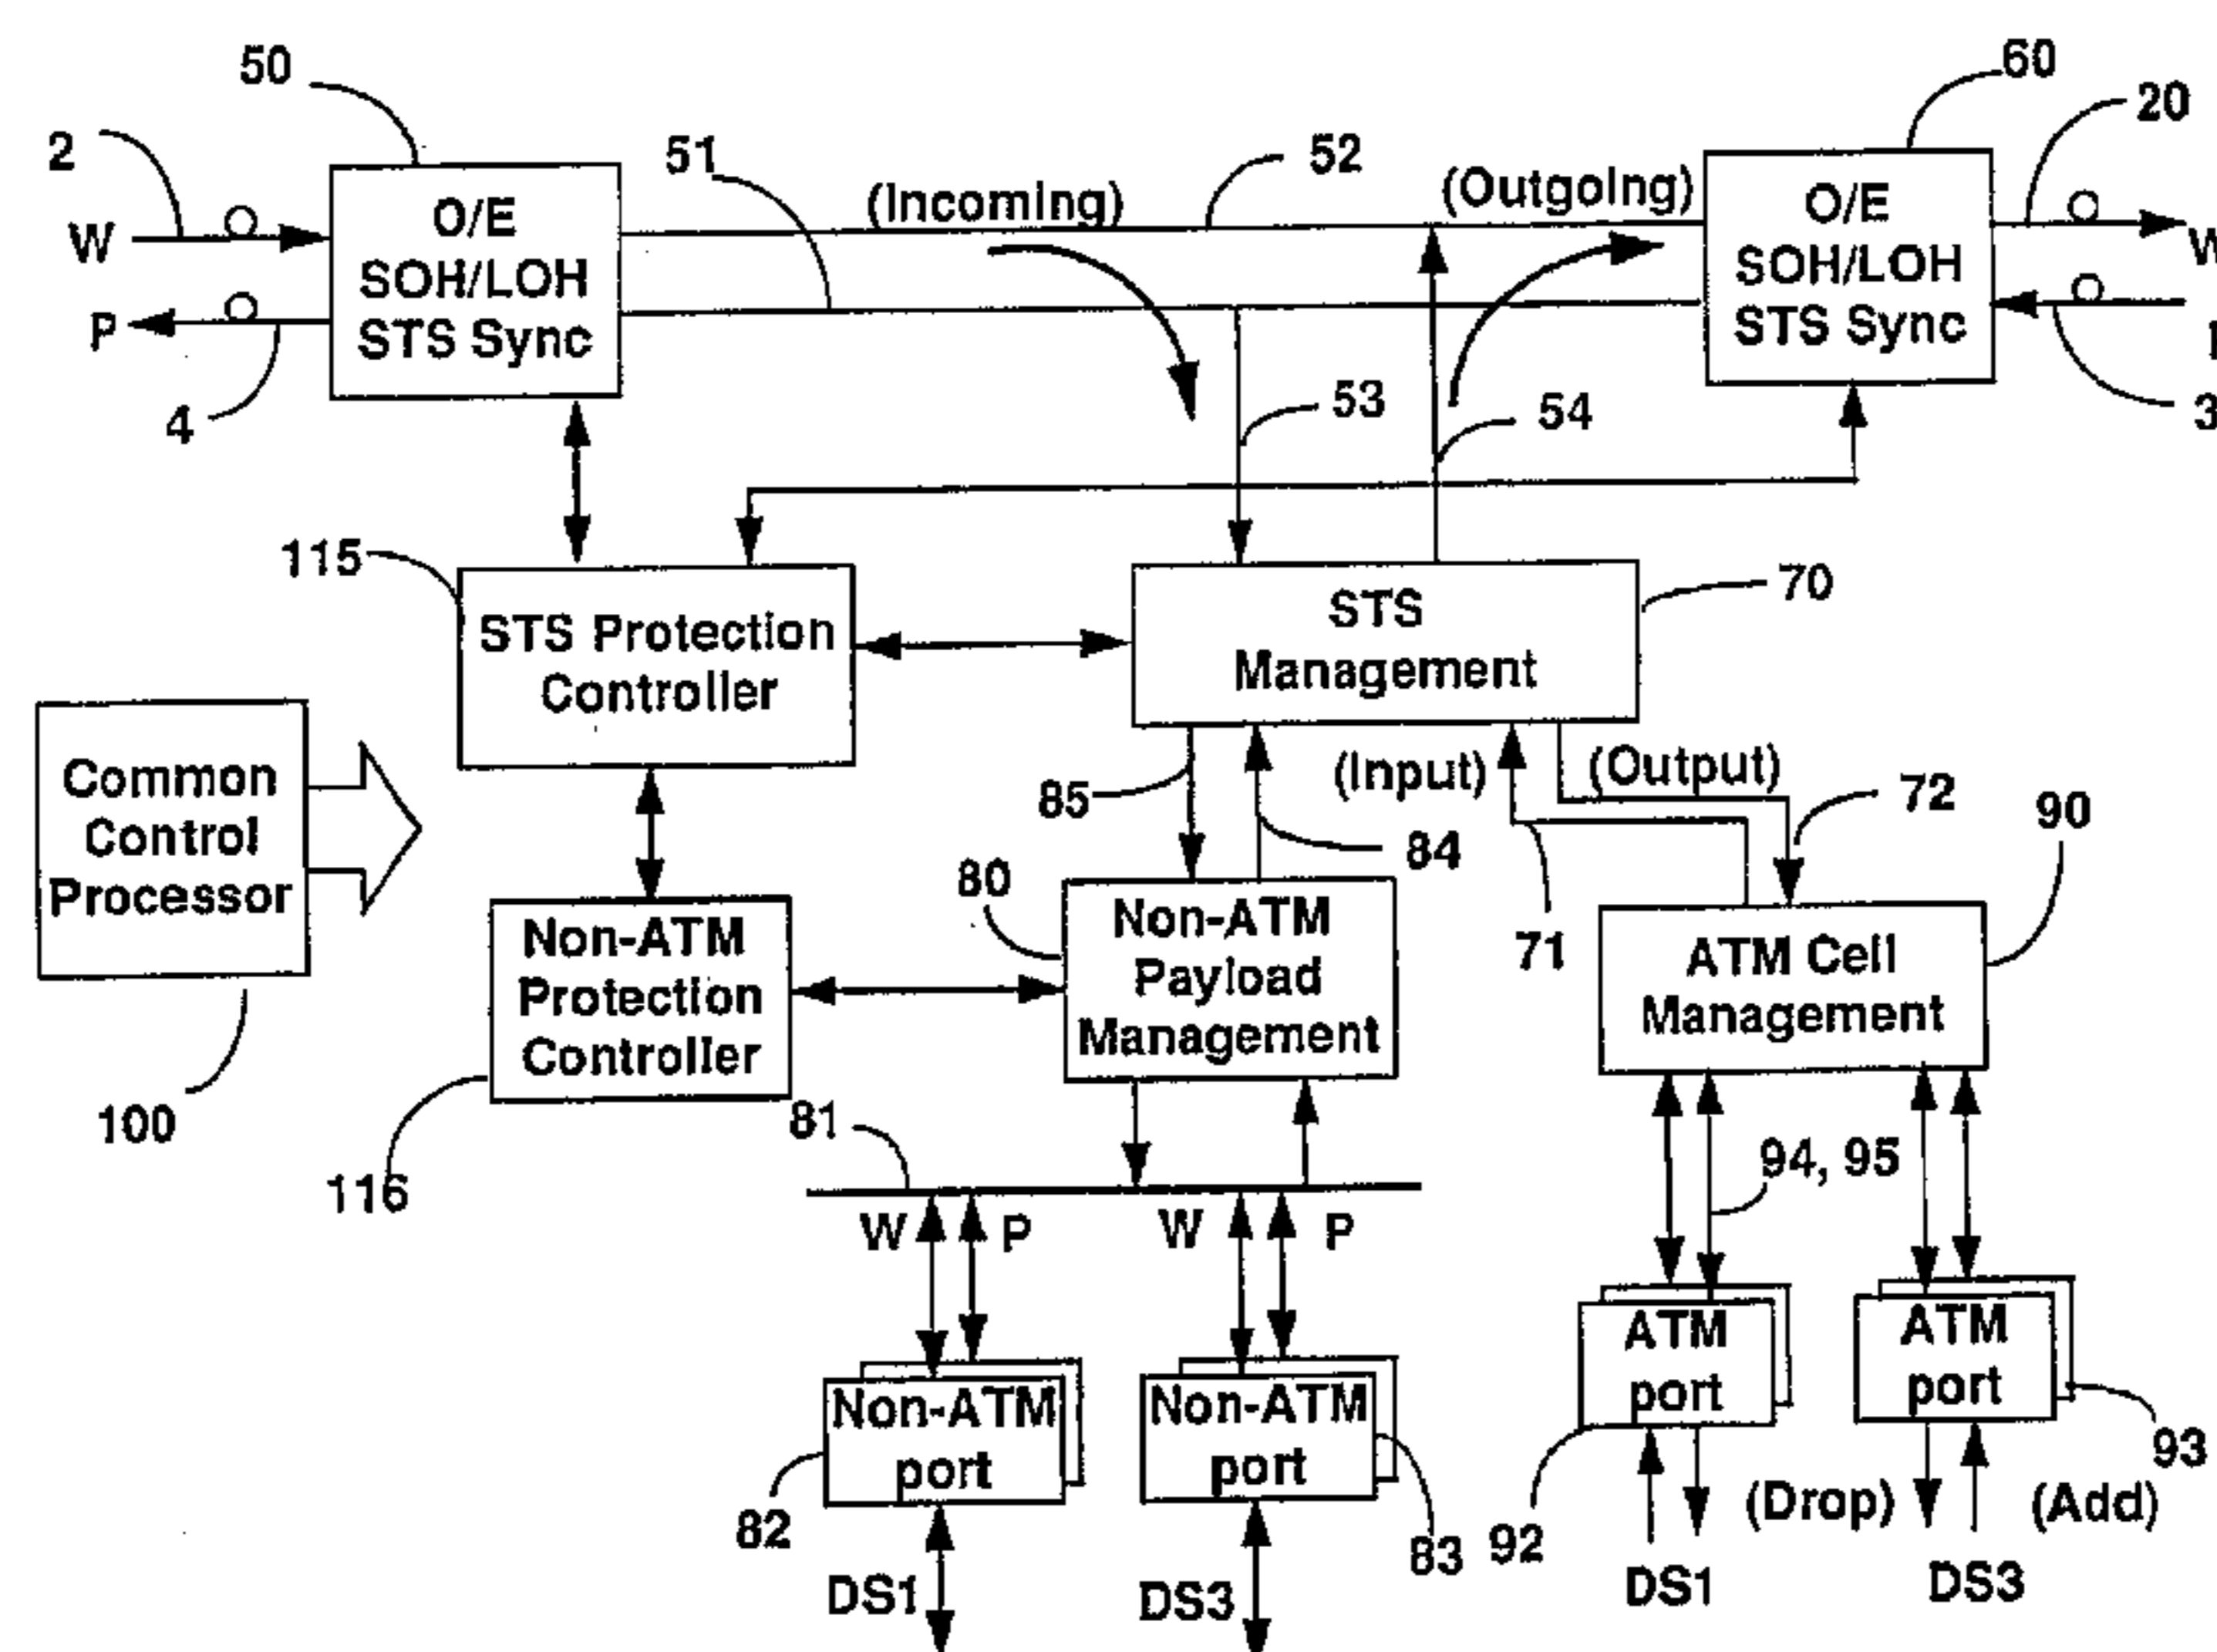 50
60
2
51
52
20
(Incoming)
(Outgoing)
W
O/E
SOH/LOH
STS Sync
O/E
SOH/LOH
STS Sync
P
4
53
54
3
115
STS Protection
Controller
STS
Management
70
Common
Control
Processor
100
85
(Input)
(Output)
84
72
90
71
80
Non-ATM
Protection
Controller
116
Non-ATM
Payload
Management
ATM Cell
Management
81
94, 95
W
P
W
P
Non-ATM
port
Non-ATM
port
ATM
port
ATM
port
82
83
92
93
(Drop)
(Add)
DS1
DS3
DS1
DS3